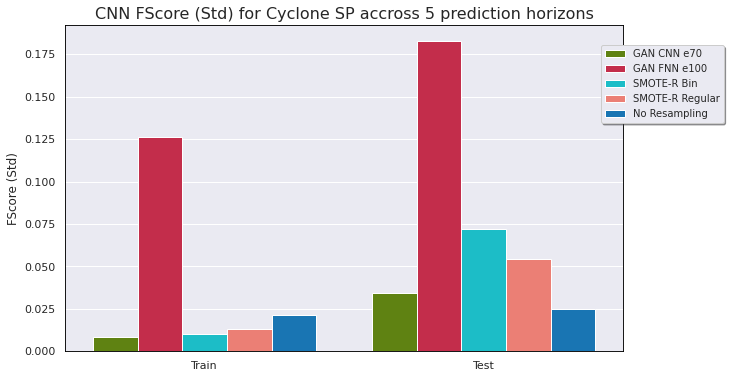 CNN FScore (Std) for Cyclone SP accross 5 prediction horizons
FScore (Std)
0.175
0.150
0.125
0.100
0.075
0.050
0.025
0.000
Train
Test
GAN CNN e70
GAN FNN e100
SMOTE-R Bin
SMOTE-R Regular
No Resampling